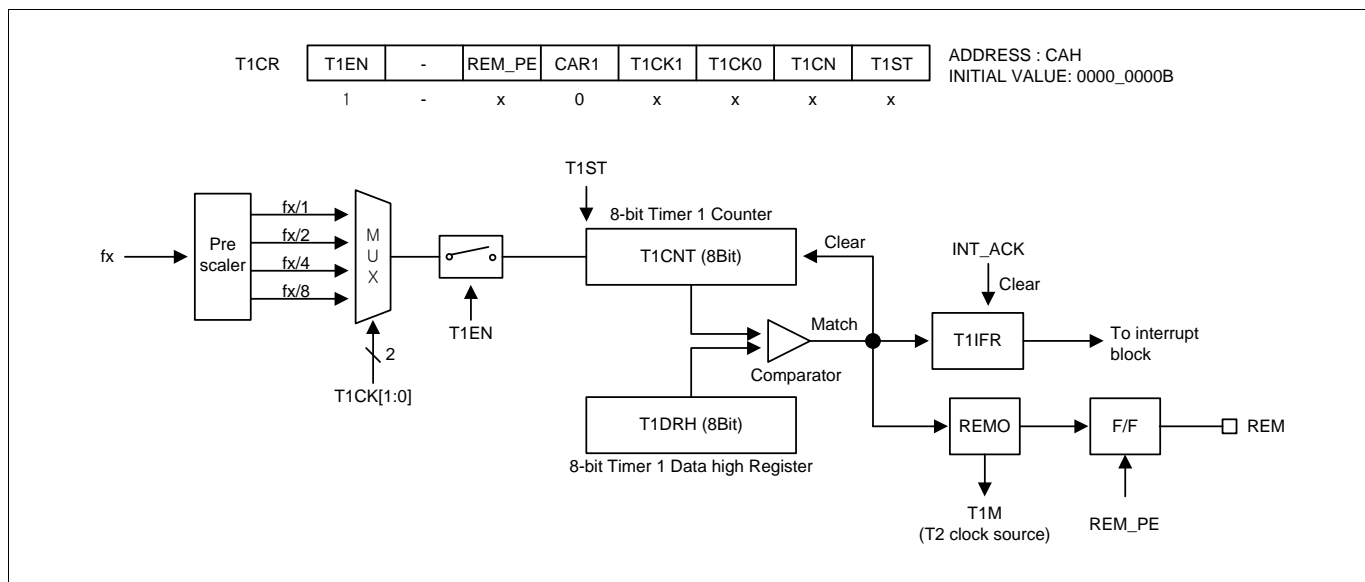 T1CR T1EN - REM_PE CAR1 T1CK1 T1CK0 T1CN T1ST
ADDRESS : CAH
INITIAL VALUE: 0000_0000B
1 - x 0 x x x x
T1ST
8-bit Timer 1 Counter
fx
Pre
scaler
fx/1
fx/2
fx/4
fx/8
M
U
X
T1EN
2
T1CK[1:0]
T1CNT (8Bit)
Clear
INT_ACK
Clear
Match
Comparator
T1IFR
To interrupt
block
T1DRH (8Bit)
8-bit Timer 1 Data high Register
REMO
F/F
REM
T1M
(T2 clock source)
REM_PE